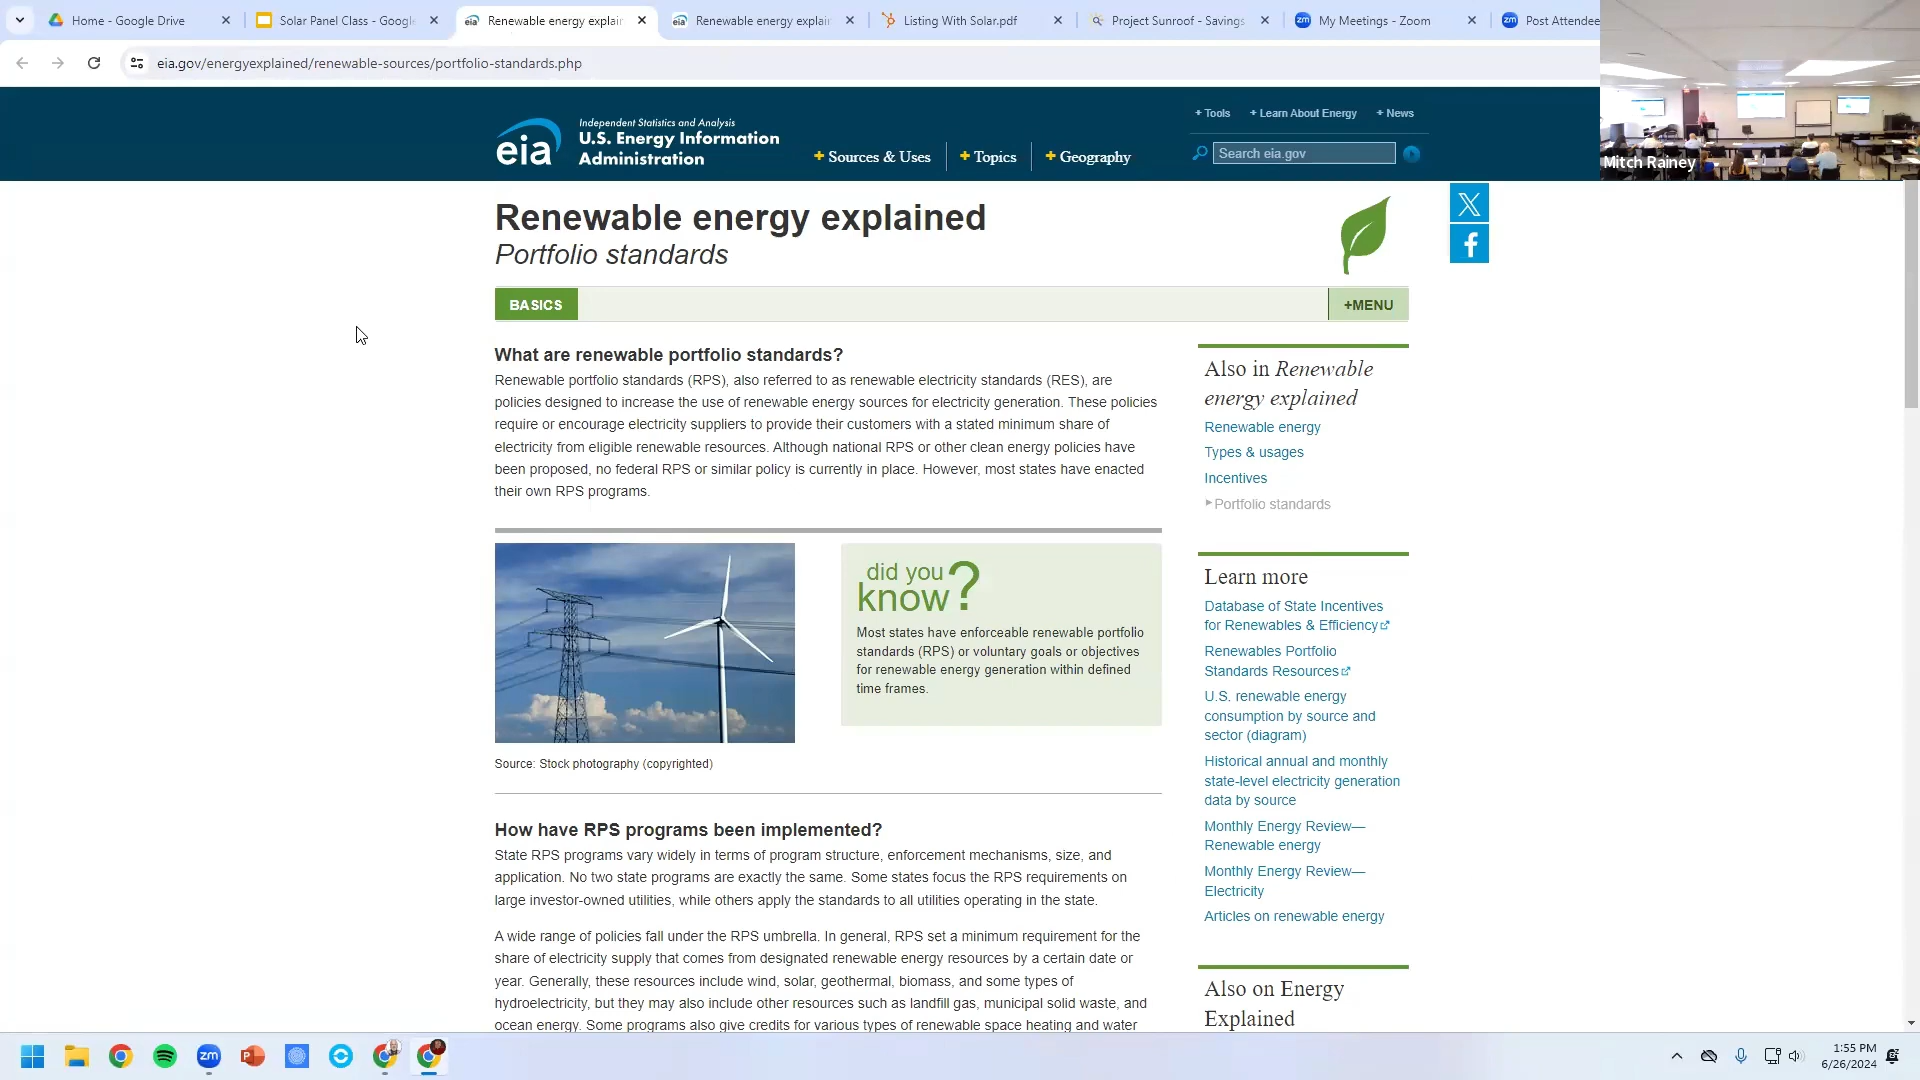 Home - Google Drive
Solar Panel Class - Googl
Renewable energy explain
Renewable energy explain
Listing With Solar.pdf
Project Sunroof - Savings
My Meetings - Zoom
Post Attendee
eia.gov/energyexplained/renewable-sources/portfolio-standards.php
Mitch Rainey
+ Tools + Learn About Energy + News
eia
Independent Statistics and Analysis
U.S. Energy Information
Administration
+ Sources & Uses
+ Topics
+ Geography
Search eia.gov
Renewable energy explained
Portfolio standards
BASICS
+MENU
What are renewable portfolio standards?
Renewable portfolio standards (RPS), also referred to as renewable electricity standards (RES), are
policies designed to increase the use of renewable energy sources for electricity generation. These policies
require or encourage electricity suppliers to provide their customers with a stated minimum share of
electricity from eligible renewable resources. Although national RPS or other clean energy policies have
been proposed, no federal RPS or similar policy is currently in place. However, most states have enacted
their own RPS programs.
did you
know?
Most states have enforceable renewable portfolio
standards (RPS) or voluntary goals or objectives
for renewable energy generation within defined
time frames.
Source: Stock photography (copyrighted)
How have RPS programs been implemented?
State RPS programs vary widely in terms of program structure, enforcement mechanisms, size, and
application. No two state programs are exactly the same. Some states focus the RPS requirements on
large investor-owned utilities, while others apply the standards to all utilities operating in the state.
A wide range of policies fall under the RPS umbrella. In general, RPS set a minimum requirement for the
share of electricity supply that comes from designated renewable energy resources by a certain date or
year. Generally, these resources include wind, solar, geothermal, biomass, and some types of
hydroelectricity, but they may also include other resources such as landfill gas, municipal solid waste, and
ocean energy. Some programs also give credits for various types of renewable space heating and water
Also in Renewable
energy explained
Renewable energy
Types & usages
Incentives
Portfolio standards
Learn more
Database of State Incentives
for Renewables & Efficiency
Renewables Portfolio
Standards Resources
U.S. renewable energy
consumption by source and
sector (diagram)
Historical annual and monthly
state-level electricity generation
data by source
Monthly Energy Review—
Renewable energy
Monthly Energy Review—
Electricity
Articles on renewable energy
Also on Energy
Explained
1:55 PM
6/26/2024